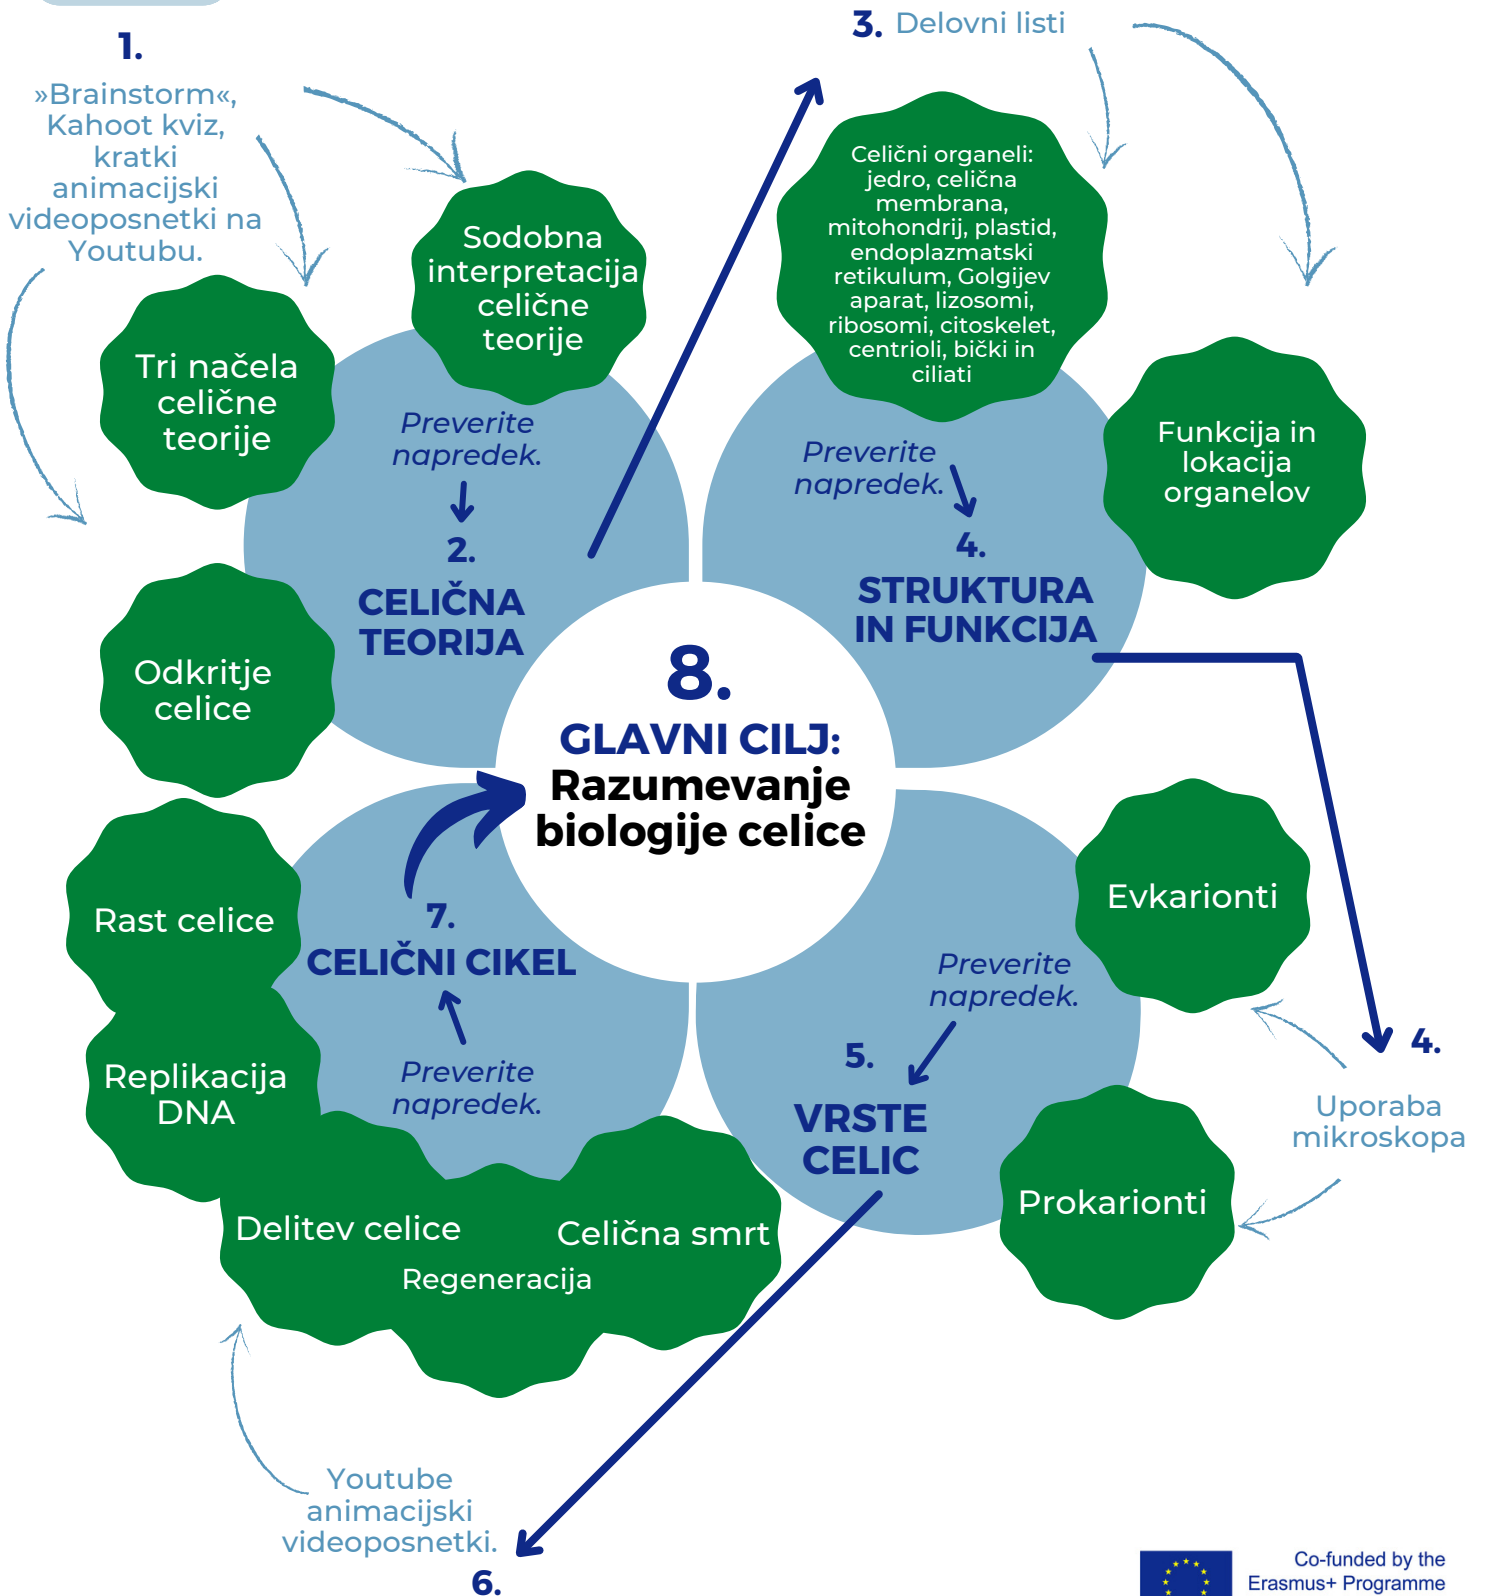 1.
»Brainstorm«,
Kahoot kviz,
kratki
animacijski
videoposnetki na
Youtubu.
3. Delovni listi
Sodobna
interpretacija
celične
teorije
Tri načela
celične
teorije
Odkritje
celice
Preverite
napredek.
2.
CELIČNA
TEORIJA
Celični organeli:
jedro, celična
membrana,
mitohondrij, plastid,
endoplazmatski
retikulum, Golgijev
aparat, lizosomi,
ribosomi, citoskelet,
centrioli, bički in
ciliati
Funkcija in
lokacija
organelov
Preverite
napredek.
4.
STRUKTURA
IN FUNKCIJA
8.
GLAVNI CILJ:
Razumevanje
biologije celice
4.
Uporaba
mikroskopa
Evkarionti
Prokarionti
Preverite
napredek.
5.
VRSTE
CELIC
7.
CELIČNI CIKEL
Preverite
napredek.
Rast celice
Replikacija
DNA
Delitev celice
Regeneracija
Celična smrt
Youtube
animacijski
videoposnetki.
6.
Co-funded by the
Erasmus+ Programme